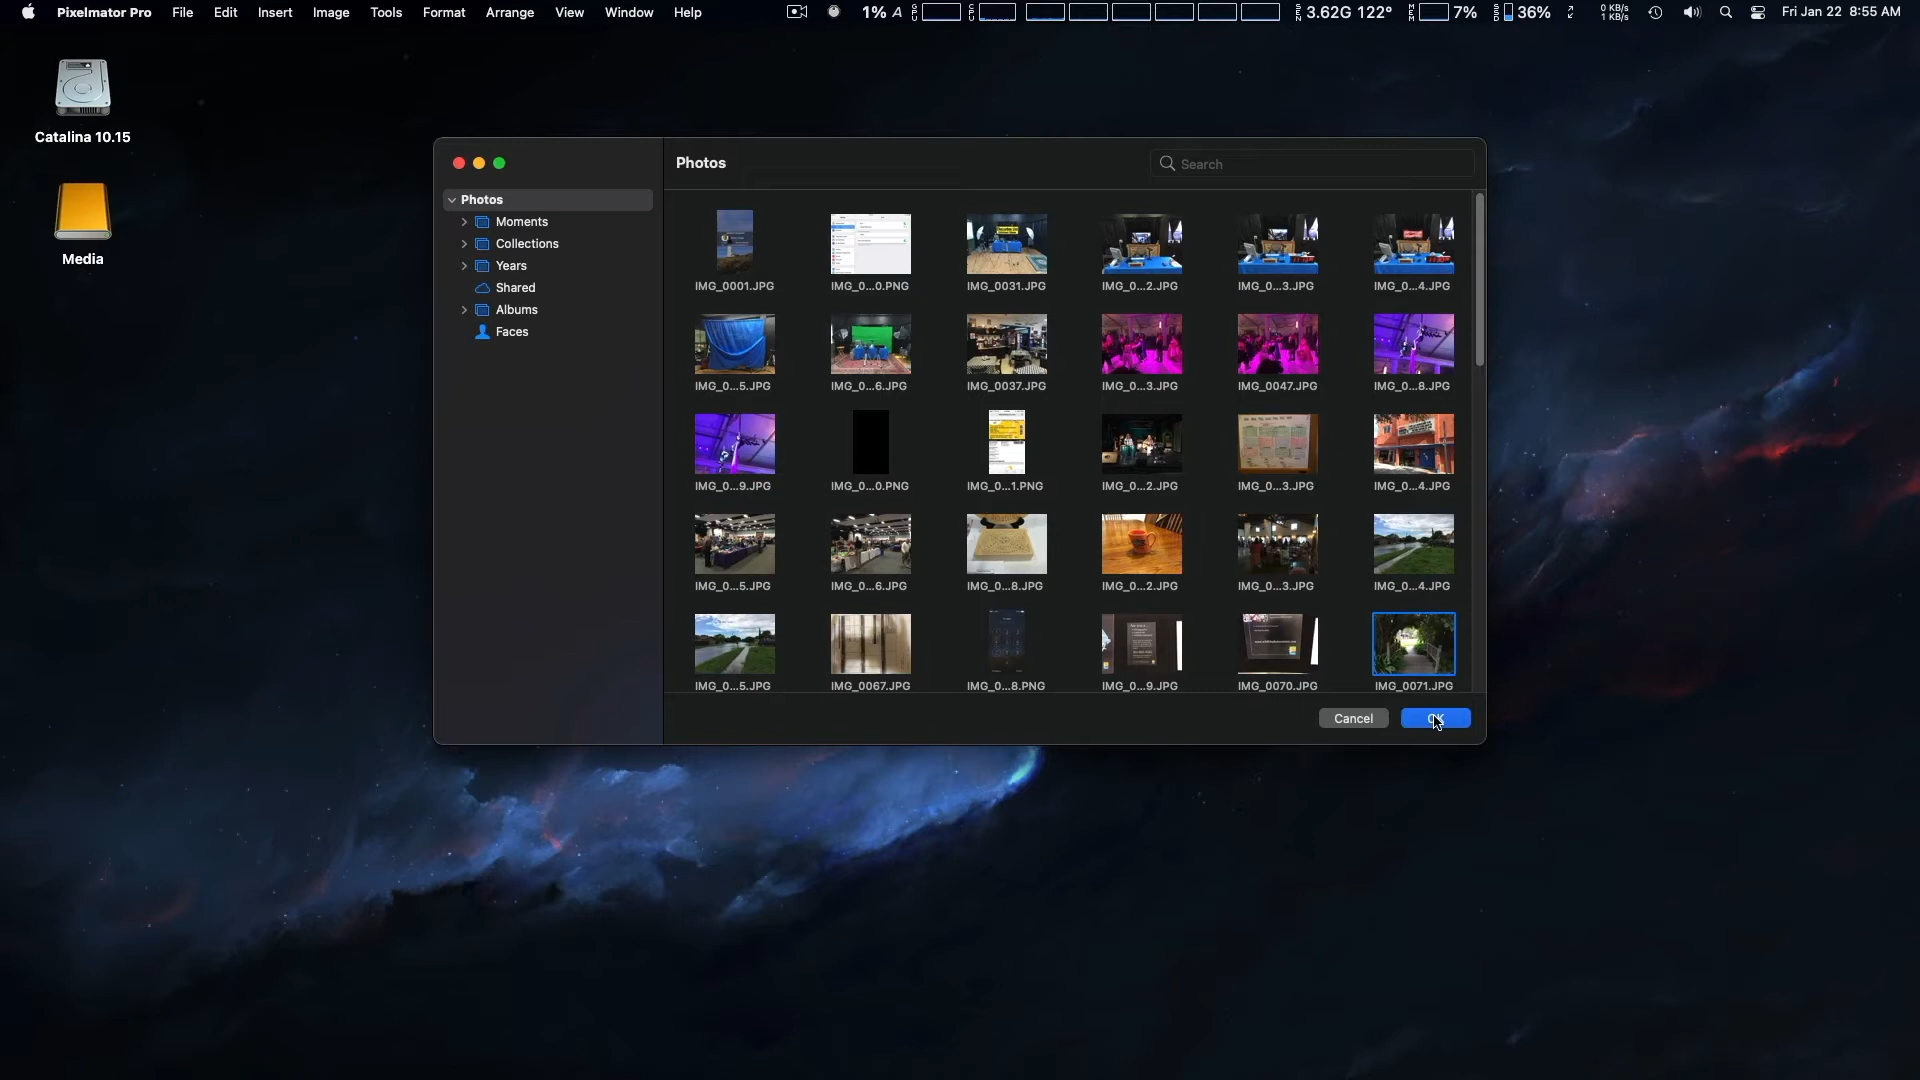 Pixelmator Pro File Edit Insert Image Tools Format Arrange View Window Help 1% A 3.62G 122° 7% 36% 0 KB/s 1 KB/s Fri Jan 22 8:55 AM
Catalina 10.15
Media
Photos
Search
Photos
Moments
Collections
Years
Shared
Albums
Faces
IMG_0001.JPG IMG_0...0.PNG IMG_0031.JPG IMG_0...2.JPG IMG_0...3.JPG IMG_0...4.JPG
IMG_0...5.JPG IMG_0...6.JPG IMG_0037.JPG IMG_0...3.JPG IMG_0047.JPG IMG_0...8.JPG
IMG_0...9.JPG IMG_0...0.PNG IMG_0...1.PNG IMG_0...2.JPG IMG_0...3.JPG IMG_0...4.JPG
IMG_0...5.JPG IMG_0...6.JPG IMG_0...8.JPG IMG_0...2.JPG IMG_0...3.JPG IMG_0...4.JPG
IMG_0...5.JPG IMG_0067.JPG IMG_0...8.PNG IMG_0...9.JPG IMG_0070.JPG IMG_0071.JPG
Cancel OK